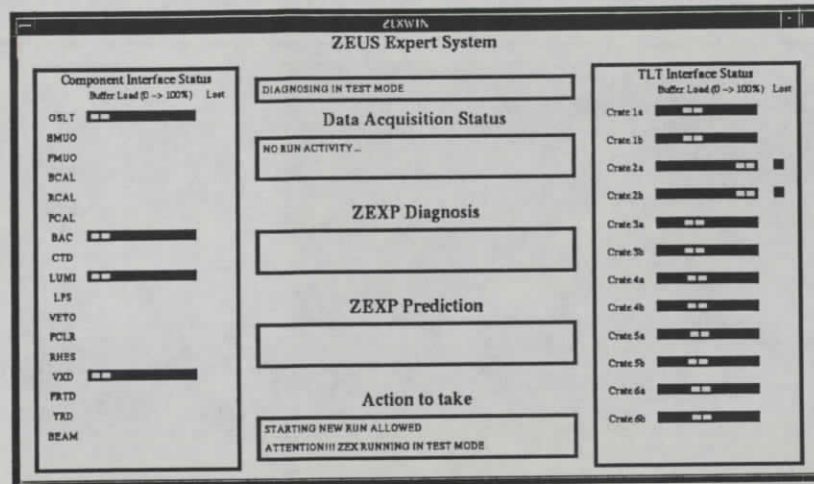 ZEXWIN
ZEUS Expert System
Component Interface Status
Buffer Load (0 -> 100%) Lost
GSLT
BMUO
FMUO
BCAL
RCAL
FCAL
BAC
CTD
LUMI
LPS
VETO
FCLR
RHES
VXD
FRTD
TRD
BEAM
DIAGNOSING IN TEST MODE
Data Acquisition Status
NO RUN ACTIVITY ...
ZEXP Diagnosis
ZEXP Prediction
Action to take
STARTING NEW RUN ALLOWED
ATTENTION!!! ZEX RUNNING IN TEST MODE
TLT Interface Status
Buffer Load (0 -> 100%) Lost
Crate 1a
Crate 1b
Crate 2a
Crate 2b
Crate 3a
Crate 3b
Crate 4a
Crate 4b
Crate 5a
Crate 5b
Crate 6a
Crate 6b